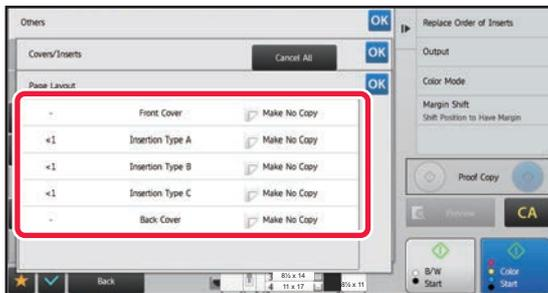 Others
OK
Covers/Inserts
Cancel All
OK
Page Layout
OK
- Front Cover Make No Copy
<1 Insertion Type A Make No Copy
<1 Insertion Type B Make No Copy
<1 Insertion Type C Make No Copy
- Back Cover Make No Copy
Back
3 8½ x 14
4 11 x 17
8½ x 11
Replace Order of Inserts
Output
Color Mode
Margin Shift
Shift Position to Have Margin
Proof Copy
Preview
CA
B/W
Start
Color
Start